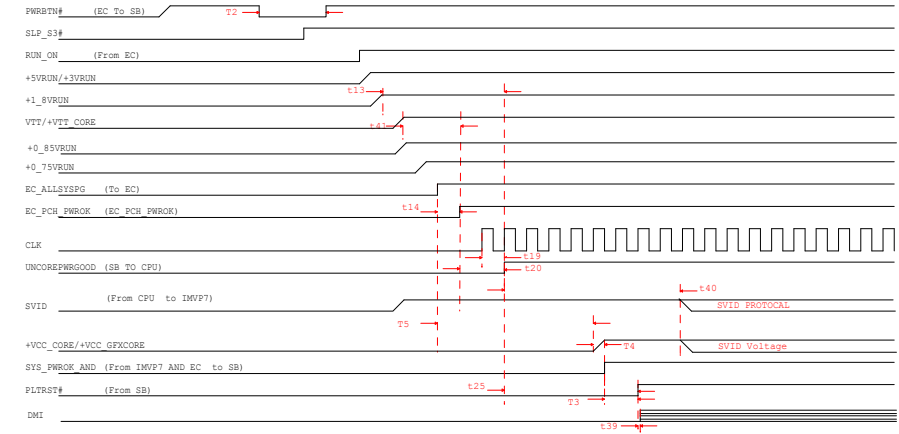 PWRBTN# (EC To SB) T2
SLP_S3#
RUN_ON (From EC)
+5VRUN/+3VRUN
t13
+1_8VRUN
VTT/+VTT_CORE
t41
+0_85VRUN
+0_75VRUN
EC_ALLSYSPG (To EC)
t14
EC_PCH_PWROK (EC_PCH_PWROK)
CLK
t19
UNCOREPWRGOOD (SB TO CPU) t20
t40
SVID (From CPU to IMVP7) SVID PROTOCAL
T5
+VCC_CORE/+VCC_GFXCORE T4 SVID Voltage
SYS_PWROK_AND (From IMVP7 AND EC to SB)
PLTRST# (From SB) t25
T3
DMI
t39